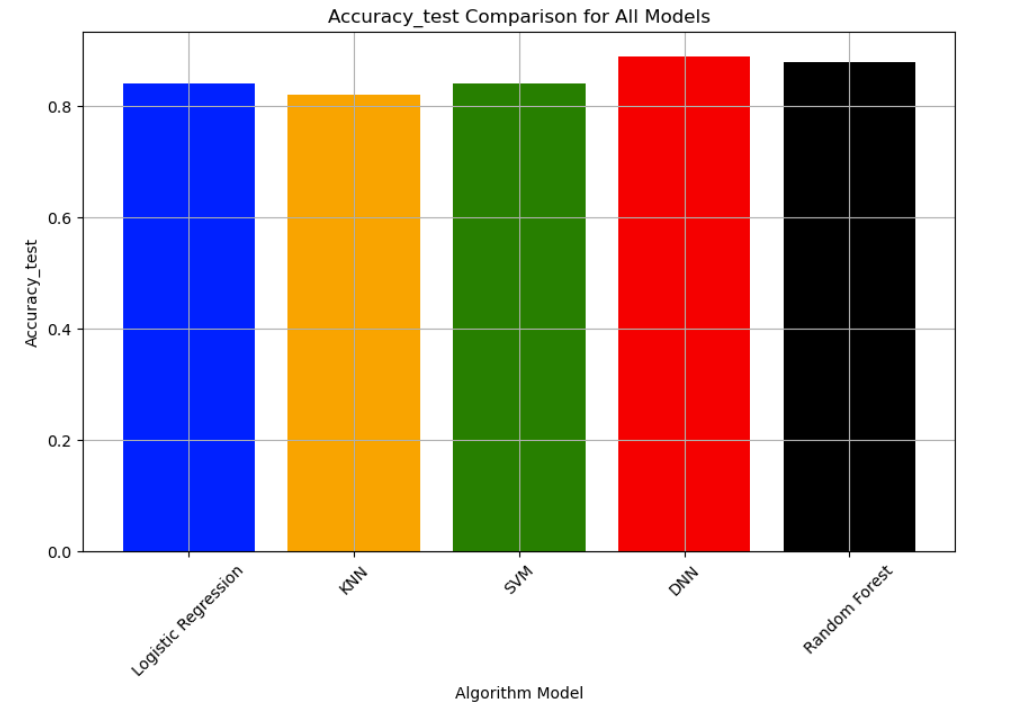 Accuracy_test Comparison for All Models
Accuracy_test
0.8
0.6
0.4
0.2
0.0
Logistic Regression
KNN
SVM
DNN
Random Forest
Algorithm Model